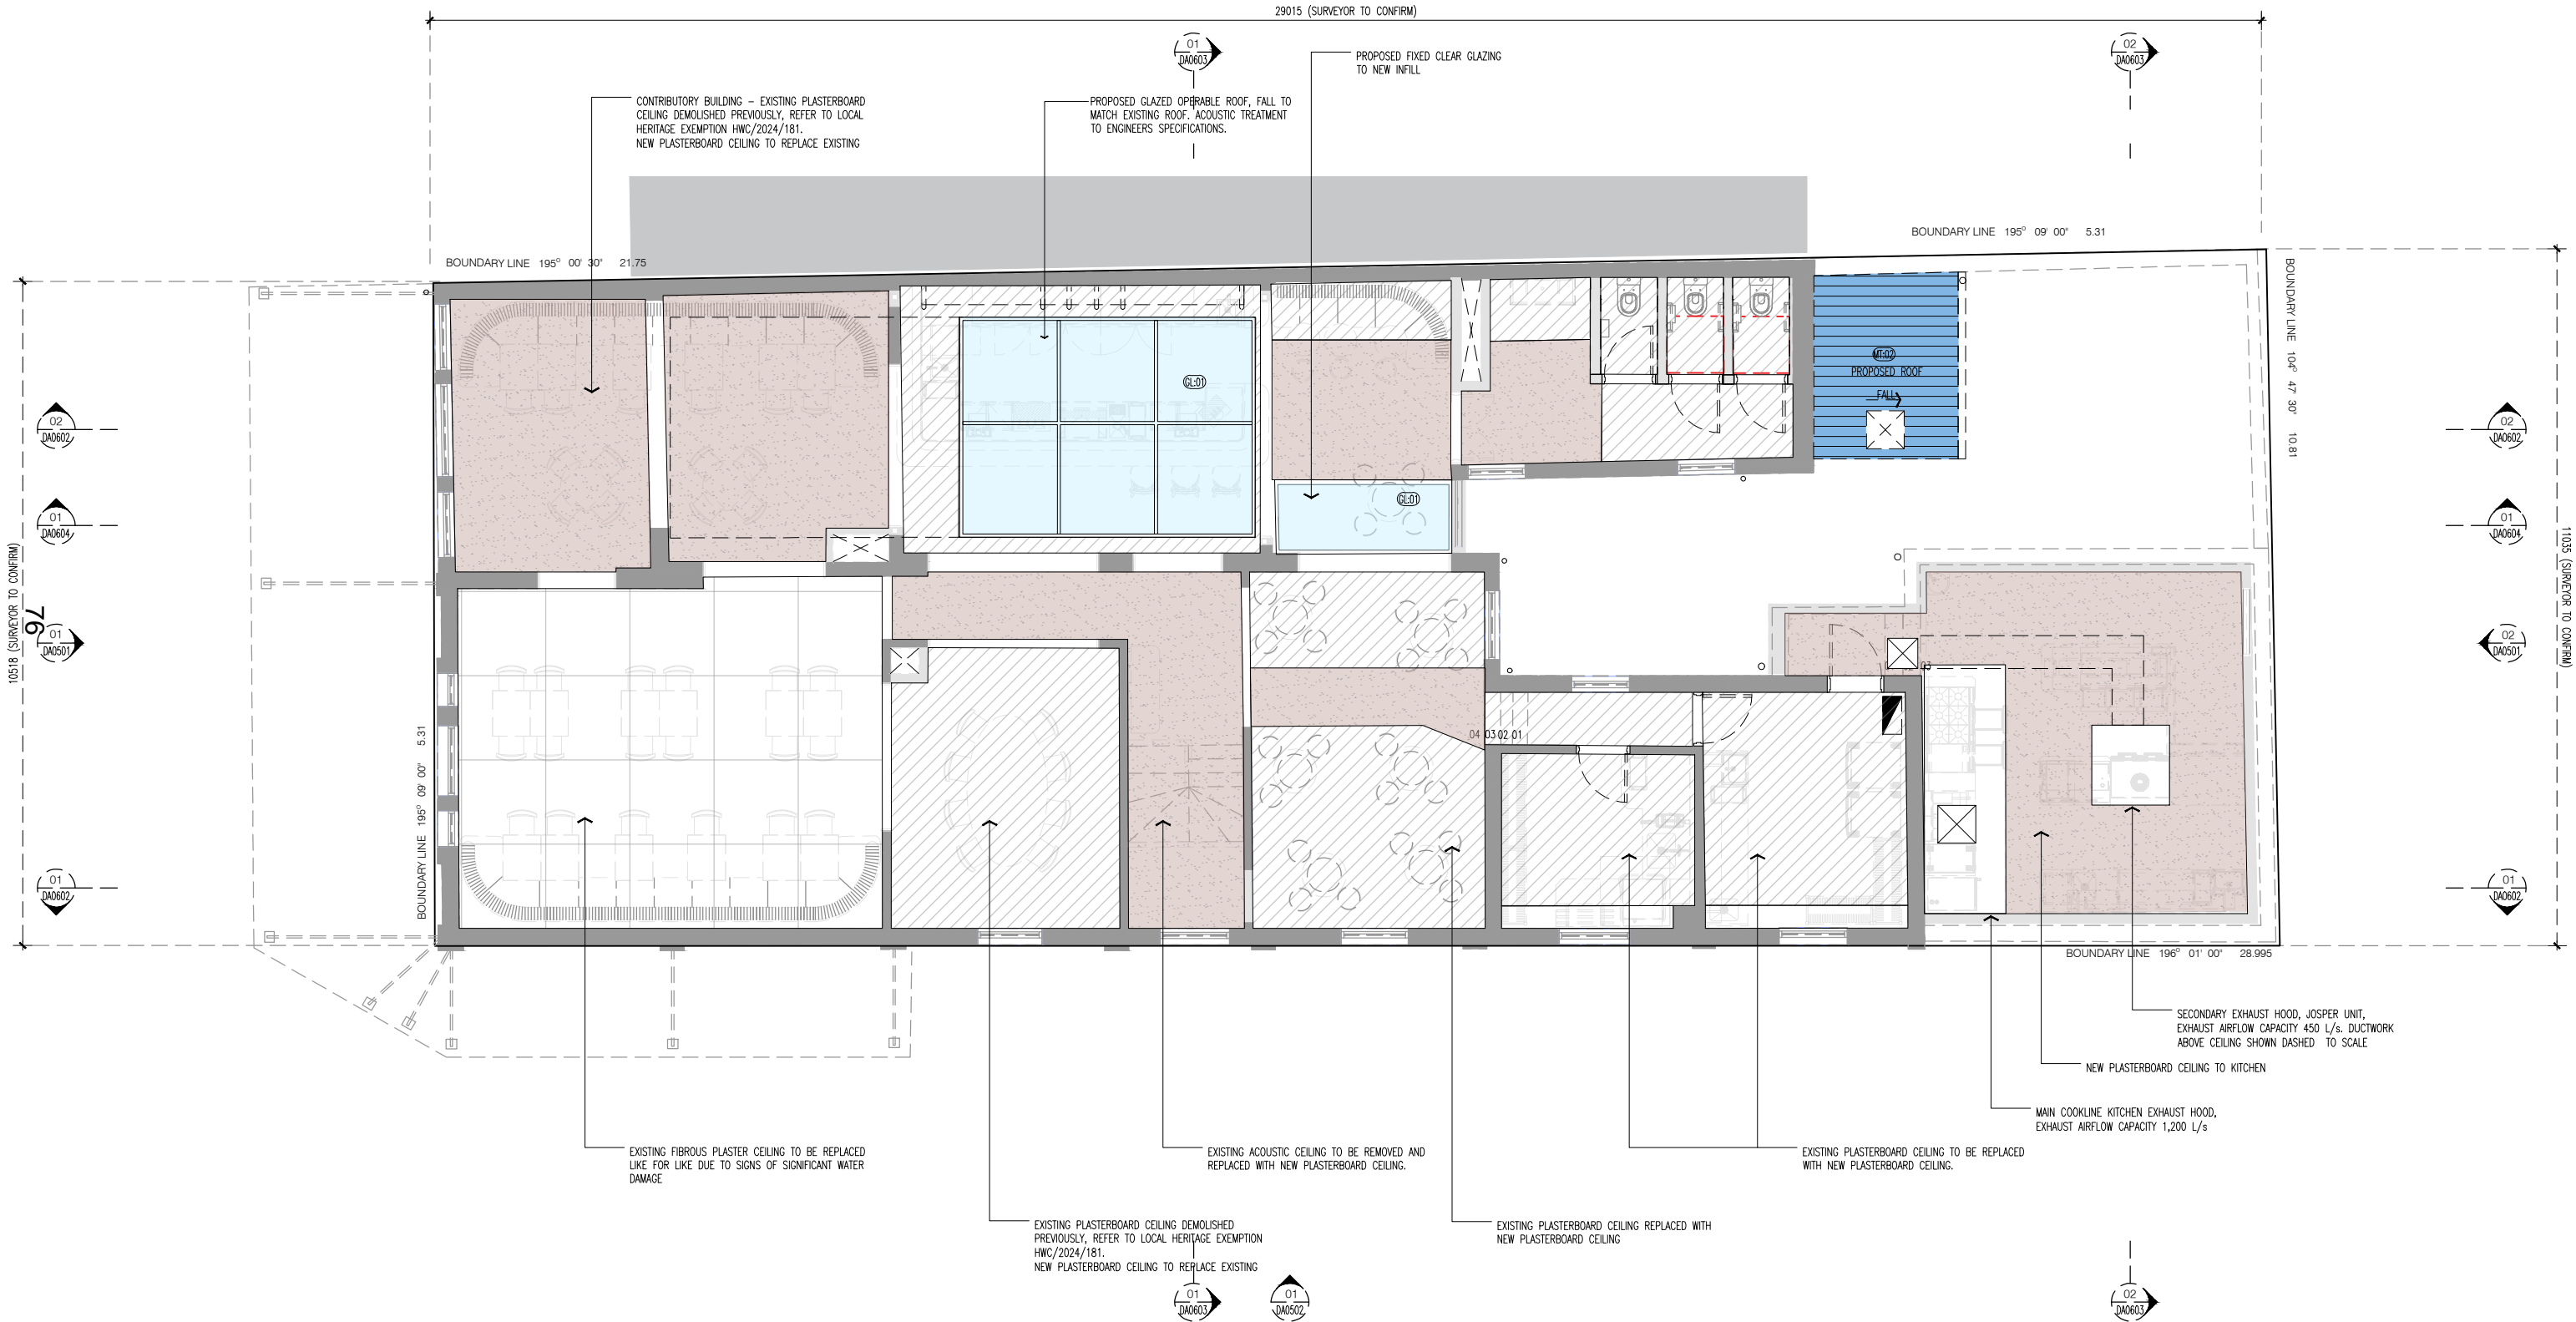 29015 (SURVEYOR TO CONFIRM)
01
DA0603
02
DA0603
PROPOSED FIXED CLEAR GLAZING
TO NEW INFILL
CONTRIBUTORY BUILDING – EXISTING PLASTERBOARD
CEILING DEMOLISHED PREVIOUSLY, REFER TO LOCAL
HERITAGE EXEMPTION HWC/2024/181.
NEW PLASTERBOARD CEILING TO REPLACE EXISTING
PROPOSED GLAZED OPERABLE ROOF, FALL TO
MATCH EXISTING ROOF. ACOUSTIC TREATMENT
TO ENGINEERS SPECIFICATIONS.
BOUNDARY LINE 195° 09' 00" 5.31
BOUNDARY LINE 195° 00' 30" 21.75
BOUNDARY LINE 104° 47' 30" 10.81
MT:02
PROPOSED ROOF
FALL
GL:01
GL:01
02
DA0602
02
DA0602
01
DA0604
01
DA0604
10518 (SURVEYOR TO CONFIRM)
76
01
DA0501
02
DA0501
11035 (SURVEYOR TO CONFIRM)
03
04 03 02 01
BOUNDARY LINE 195° 09' 00" 5.31
01
DA0602
01
DA0602
BOUNDARY LINE 196° 01' 00" 28.995
SECONDARY EXHAUST HOOD, JOSPER UNIT,
EXHAUST AIRFLOW CAPACITY 450 L/s. DUCTWORK
ABOVE CEILING SHOWN DASHED TO SCALE
NEW PLASTERBOARD CEILING TO KITCHEN
MAIN COOKLINE KITCHEN EXHAUST HOOD,
EXHAUST AIRFLOW CAPACITY 1,200 L/s
EXISTING FIBROUS PLASTER CEILING TO BE REPLACED
LIKE FOR LIKE DUE TO SIGNS OF SIGNIFICANT WATER
DAMAGE
EXISTING ACOUSTIC CEILING TO BE REMOVED AND
REPLACED WITH NEW PLASTERBOARD CEILING.
EXISTING PLASTERBOARD CEILING TO BE REPLACED
WITH NEW PLASTERBOARD CEILING.
EXISTING PLASTERBOARD CEILING DEMOLISHED
PREVIOUSLY, REFER TO LOCAL HERITAGE EXEMPTION
HWC/2024/181.
NEW PLASTERBOARD CEILING TO REPLACE EXISTING
EXISTING PLASTERBOARD CEILING REPLACED WITH
NEW PLASTERBOARD CEILING
01
DA0603
01
DA0502
02
DA0603